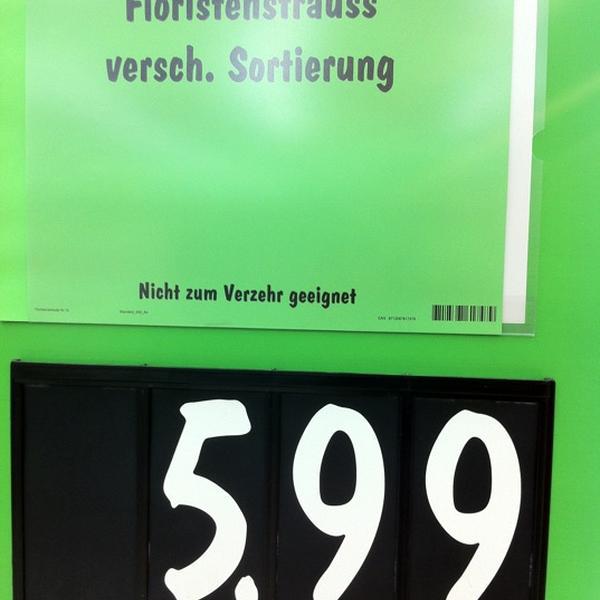 Floristenstrauss
versch. Sortierung
Nicht zum Verzehr geeignet
5.99